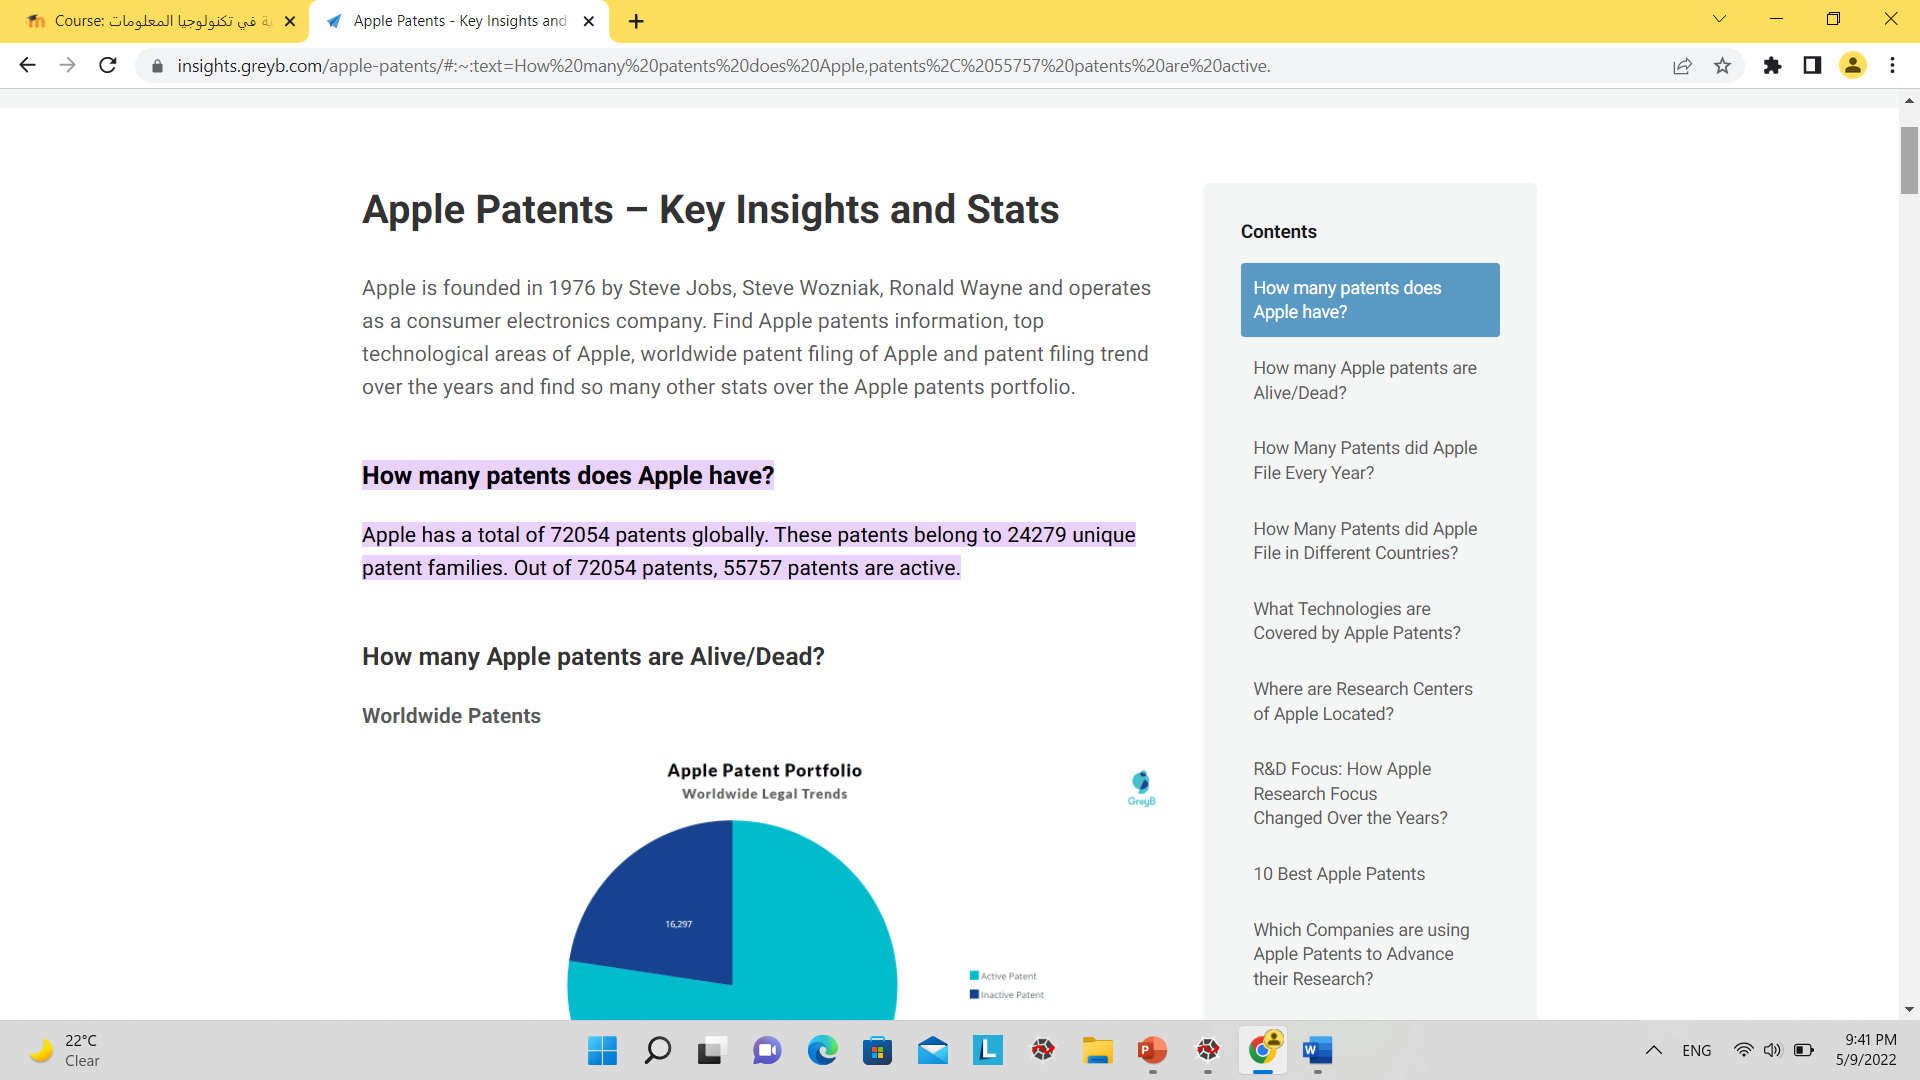 Course: ية في تكنولوجيا المعلومات
Apple Patents - Key Insights and
insights.greyb.com/apple-patents/#:~:text=How%20many%20patents%20does%20Apple,patents%2C%2055757%20patents%20are%20active.
Apple Patents – Key Insights and Stats
Apple is founded in 1976 by Steve Jobs, Steve Wozniak, Ronald Wayne and operates
as a consumer electronics company. Find Apple patents information, top
technological areas of Apple, worldwide patent filing of Apple and patent filing trend
over the years and find so many other stats over the Apple patents portfolio.
How many patents does Apple have?
Apple has a total of 72054 patents globally. These patents belong to 24279 unique
patent families. Out of 72054 patents, 55757 patents are active.
How many Apple patents are Alive/Dead?
Worldwide Patents
Apple Patent Portfolio
Worldwide Legal Trends
GreyB
16,297
Active Patent
Inactive Patent
Contents
How many patents does
Apple have?
How many Apple patents are
Alive/Dead?
How Many Patents did Apple
File Every Year?
How Many Patents did Apple
File in Different Countries?
What Technologies are
Covered by Apple Patents?
Where are Research Centers
of Apple Located?
R&D Focus: How Apple
Research Focus
Changed Over the Years?
10 Best Apple Patents
Which Companies are using
Apple Patents to Advance
their Research?
22°C
Clear
ENG
9:41 PM
5/9/2022